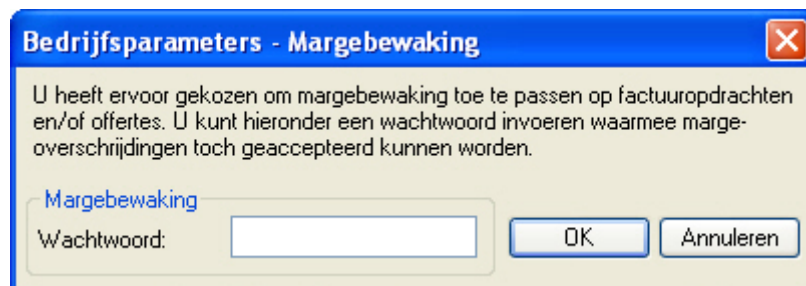 Bedrijfsparameters - Margebewaking
U heeft ervoor gekozen om margebewaking toe te passen op factuuropdrachten
en/of offertes. U kunt hieronder een wachtwoord invoeren waarmee marge-
overschrijdingen toch geaccepteerd kunnen worden.
Margebewaking
Wachtwoord:
OK
Annuleren